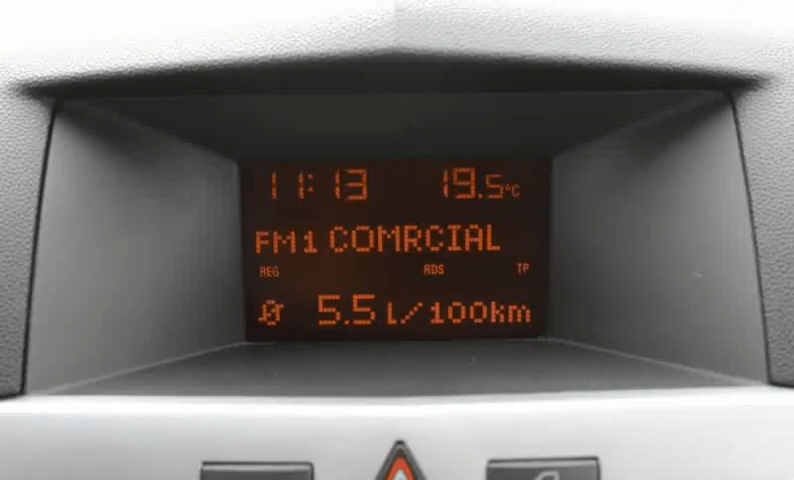 11:13 19.5°C
FM1 COMRCIAL
REG RDS TP
5.5 l/100km